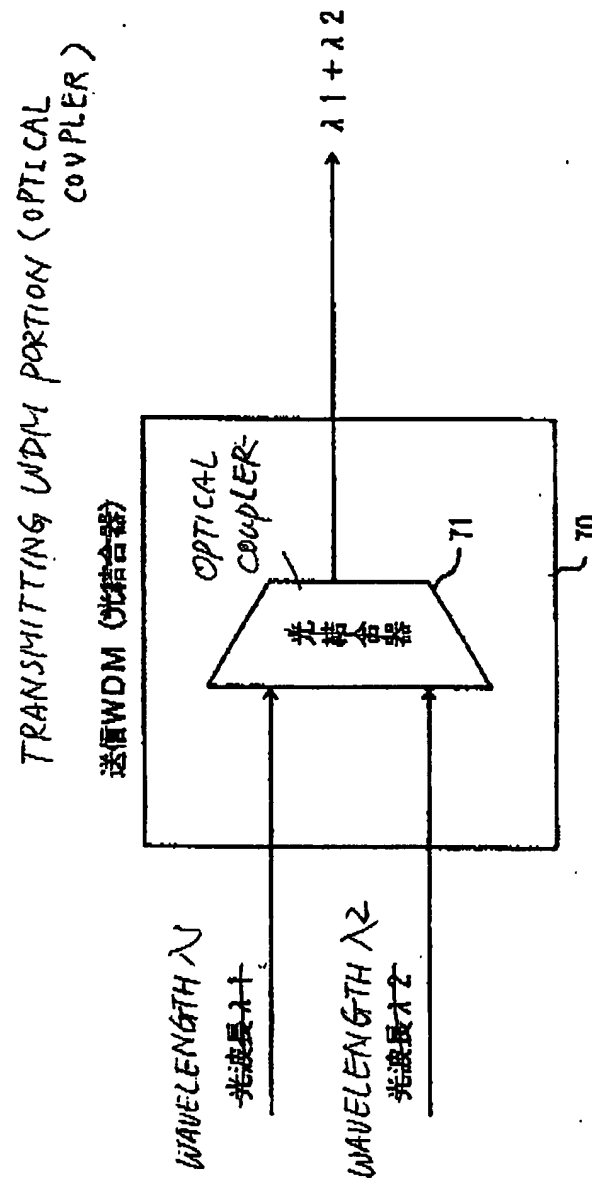 TRANSMITTING WDM PORTION (OPTICAL
COUPLER)
送信WDM (光結合器)
OPTICAL
COUPLER
光結合器
71
70
WAVELENGTH λ1
光波長λ1
WAVELENGTH λ2
光波長λ2
λ1+λ2